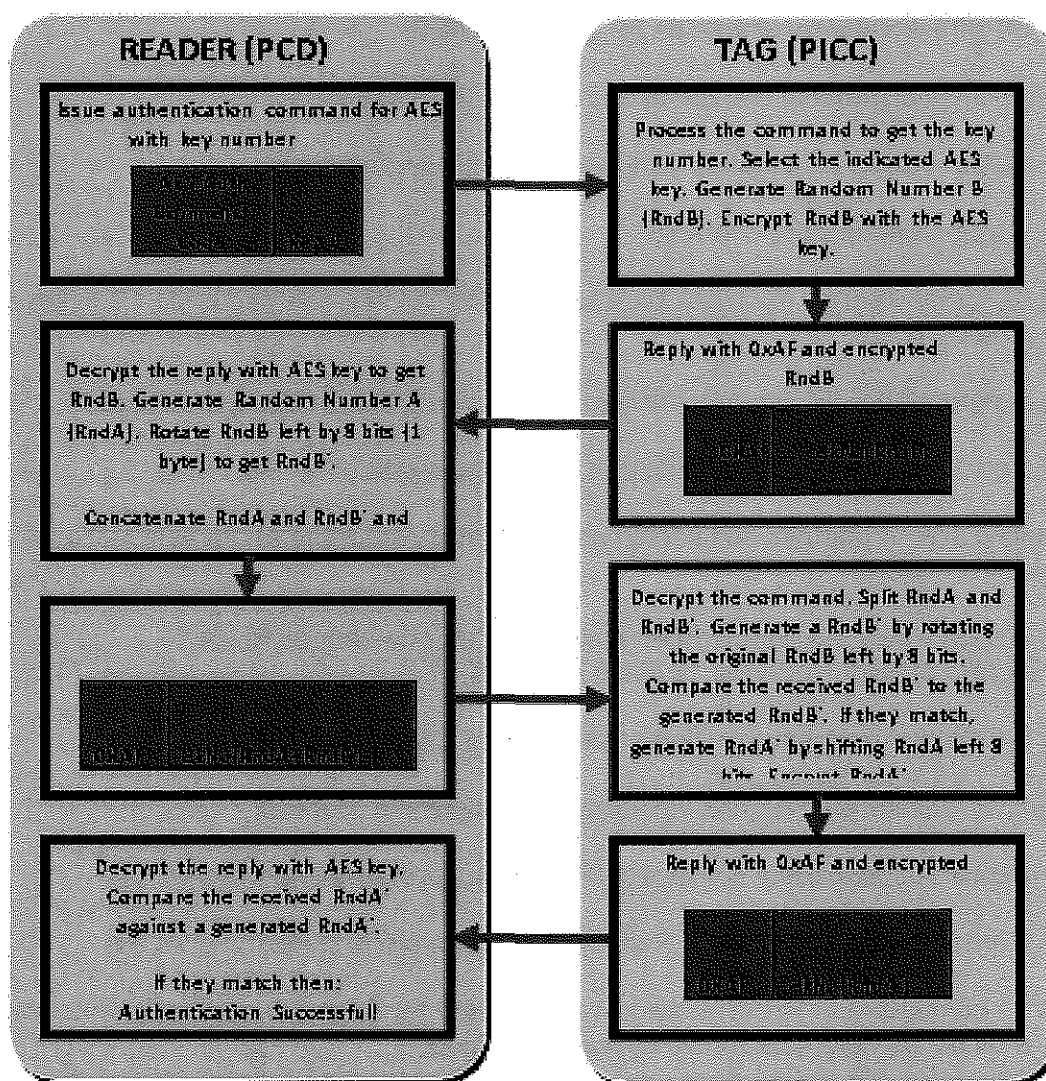 READER (PCD)
Issue authentication command for AES
with key number
Decrypt the reply with AES key to get
RndB. Generate Random Number A
(RndA). Rotate RndB left by 8 bits (1
byte) to get RndB'.
Concatenate RndA and RndB' and
Decrypt the reply with AES key.
Compare the received RndA'
against a generated RndA'.
If they match then:
Authentication Successful!
TAG (PICC)
Process the command to get the key
number. Select the indicated AES
key. Generate Random Number B
(RndB). Encrypt RndB with the AES
key.
Reply with 0xAF and encrypted
RndB
Decrypt the command. Split RndA and
RndB'. Generate a RndB' by rotating
the original RndB left by 8 bits.
Compare the received RndB' to the
generated RndB'. If they match,
generate RndA' by shifting RndA left 8
bits. Encrypt RndA'
Reply with 0xAF and encrypted